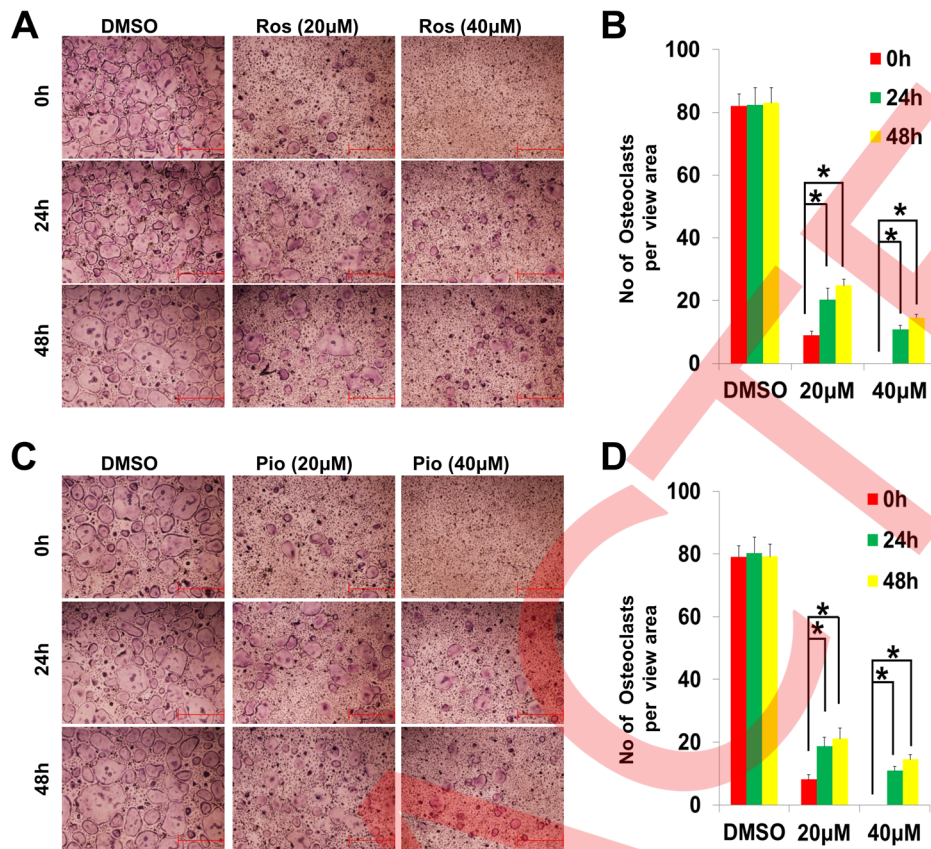 A
DMSO
Ros (20µM)
Ros (40µM)
0h
24h
48h
B
100
80
60
40
20
0
No of Osteoclasts
per view area
0h
24h
48h
*
*
*
*
DMSO
20µM
40µM
C
DMSO
Pio (20µM)
Pio (40µM)
0h
24h
48h
D
100
80
60
40
20
0
No of Osteoclasts
per view area
0h
24h
48h
*
*
*
*
DMSO
20µM
40µM